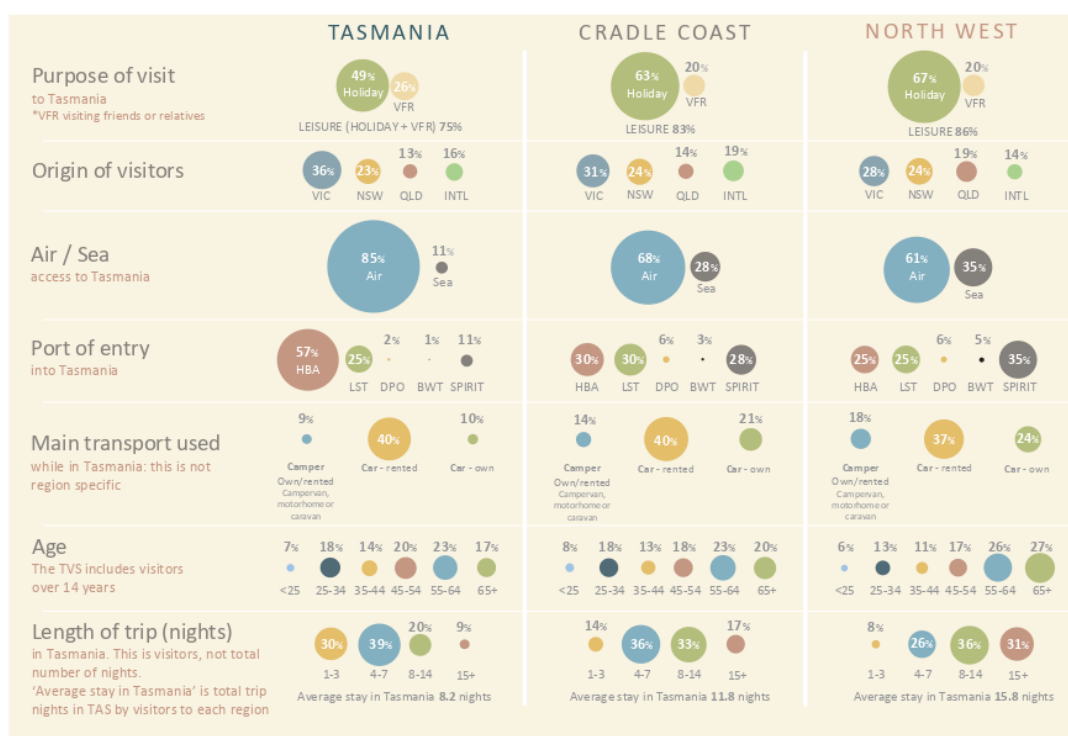 TASMANIA CRADLE COAST NORTH WEST
Purpose of visit
to Tasmania
*VFR visiting friends or relatives
49% Holiday 26% VFR
LEISURE (HOLIDAY + VFR) 75%
63% Holiday 20% VFR
LEISURE 83%
67% Holiday 20% VFR
LEISURE 86%
Origin of visitors
36% 23% 13% 16%
VIC NSW QLD INTL
31% 24% 14% 19%
VIC NSW QLD INTL
28% 24% 19% 14%
VIC NSW QLD INTL
Air / Sea
access to Tasmania
85% Air 11% Sea
68% Air 28% Sea
61% Air 35% Sea
Port of entry
into Tasmania
57% 25% 2% 1% 11%
HBA LST DPO BWT SPIRIT
30% 30% 6% 3% 28%
HBA LST DPO BWT SPIRIT
25% 25% 6% 5% 35%
HBA LST DPO BWT SPIRIT
Main transport used
while in Tasmania: this is not
region specific
9% 40% 10%
Camper Car - rented Car - own
Own/rented
Campervan,
motorhome or
caravan
14% 40% 21%
Camper Car - rented Car - own
Own/rented
Campervan,
motorhome or
caravan
18% 37% 24%
Camper Car - rented Car - own
Own/rented
Campervan,
motorhome or
caravan
Age
The TVS includes visitors
over 14 years
7% 18% 14% 20% 23% 17%
<25 25-34 35-44 45-54 55-64 65+
8% 18% 13% 18% 23% 20%
<25 25-34 35-44 45-54 55-64 65+
6% 13% 11% 17% 26% 27%
<25 25-34 35-44 45-54 55-64 65+
Length of trip (nights)
in Tasmania. This is visitors, not total
number of nights.
'Average stay in Tasmania' is total trip
nights in TAS by visitors to each region
30% 39% 20% 9%
1-3 4-7 8-14 15+
Average stay in Tasmania 8.2 nights
14% 36% 33% 17%
1-3 4-7 8-14 15+
Average stay in Tasmania 11.8 nights
8% 26% 36% 31%
1-3 4-7 8-14 15+
Average stay in Tasmania 15.8 nights